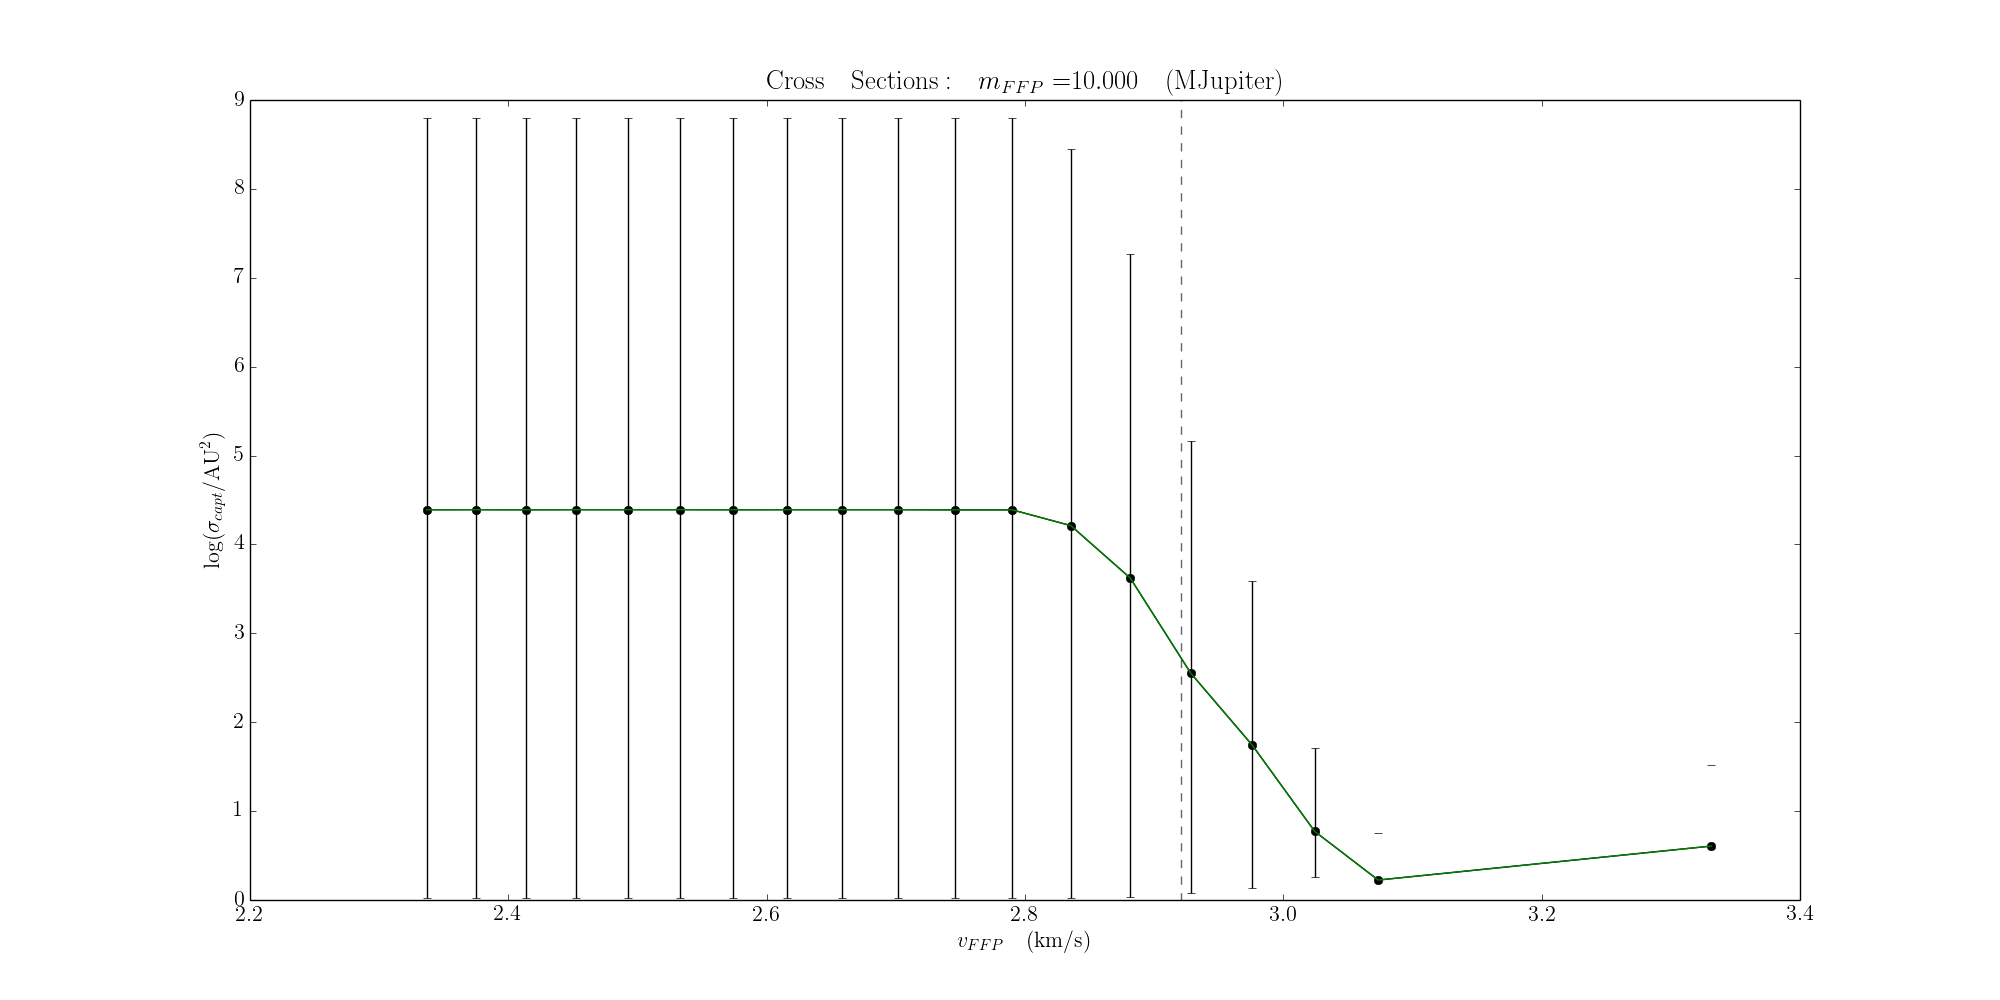 Cross Sections : m_FFP =10.000 (MJupiter)
9
8
7
6
5
4
3
2
1
0
log(σ_capt/AU²)
2.2 2.4 2.6 2.8 3.0 3.2 3.4
v_FFP (km/s)